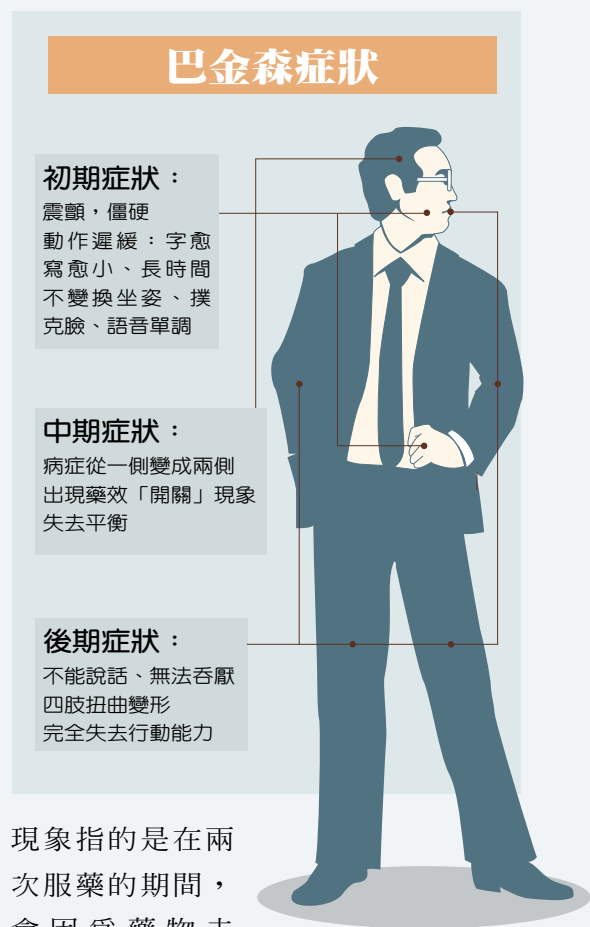 巴金森症狀
初期症狀：
震顫，僵硬
動作遲緩：字愈
寫愈小、長時間
不變換坐姿、撲
克臉、語音單調
中期症狀：
病症從一側變成兩側
出現藥效「開關」現象
失去平衡
後期症狀：
不能說話、無法吞厭
四肢扭曲變形
完全失去行動能力
現象指的是在兩
次服藥的期間，